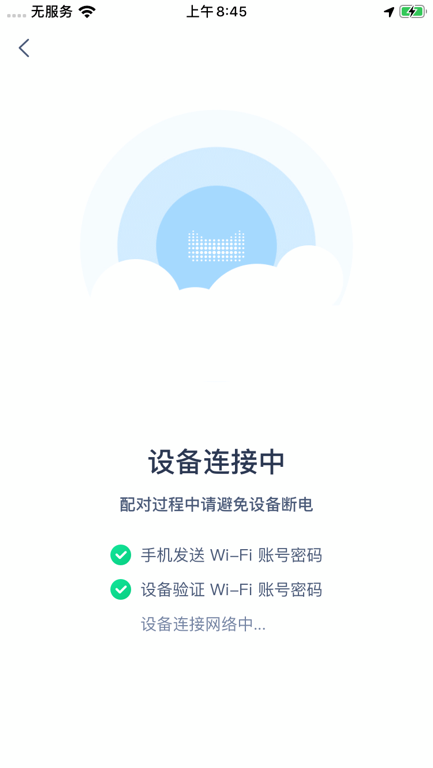 无服务
上午8:45
设备连接中
配对过程中请避免设备断电
手机发送 Wi-Fi 账号密码
设备验证 Wi-Fi 账号密码
设备连接网络中...